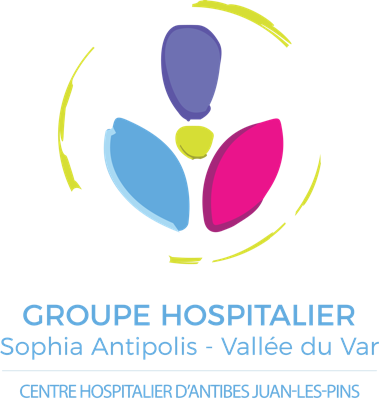 GROUPE HOSPITALIER
Sophia Antipolis - Vallée du Var
CENTRE HOSPITALIER D'ANTIBES JUAN-LES-PINS